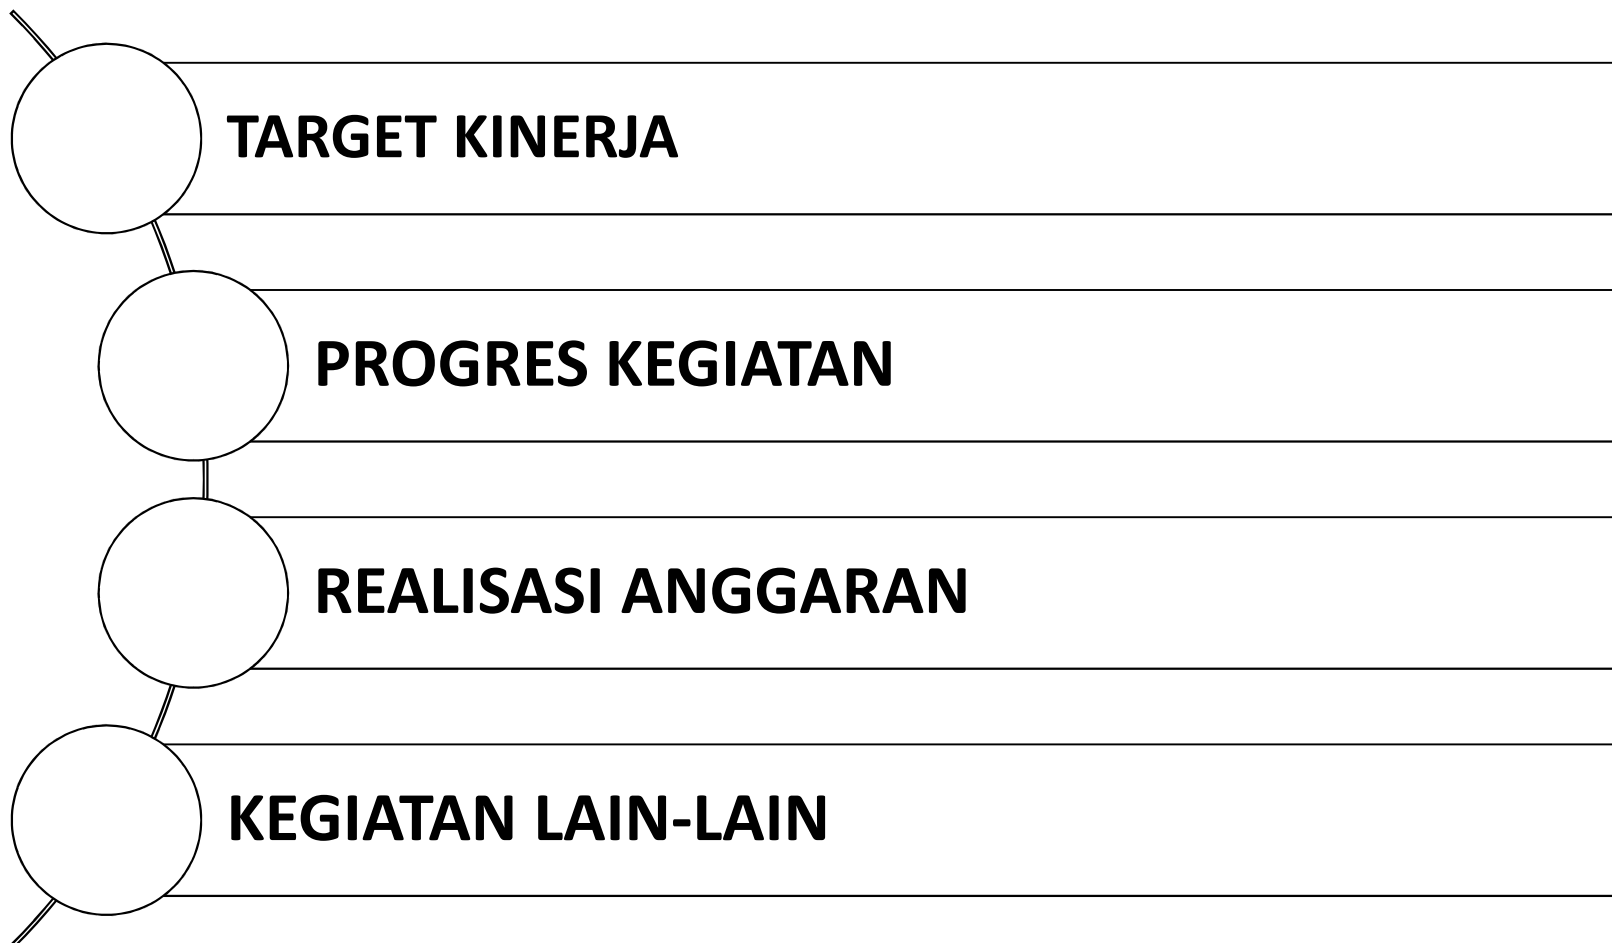 TARGET KINERJA
PROGRES KEGIATAN
REALISASI ANGGARAN
KEGIATAN LAIN-LAIN